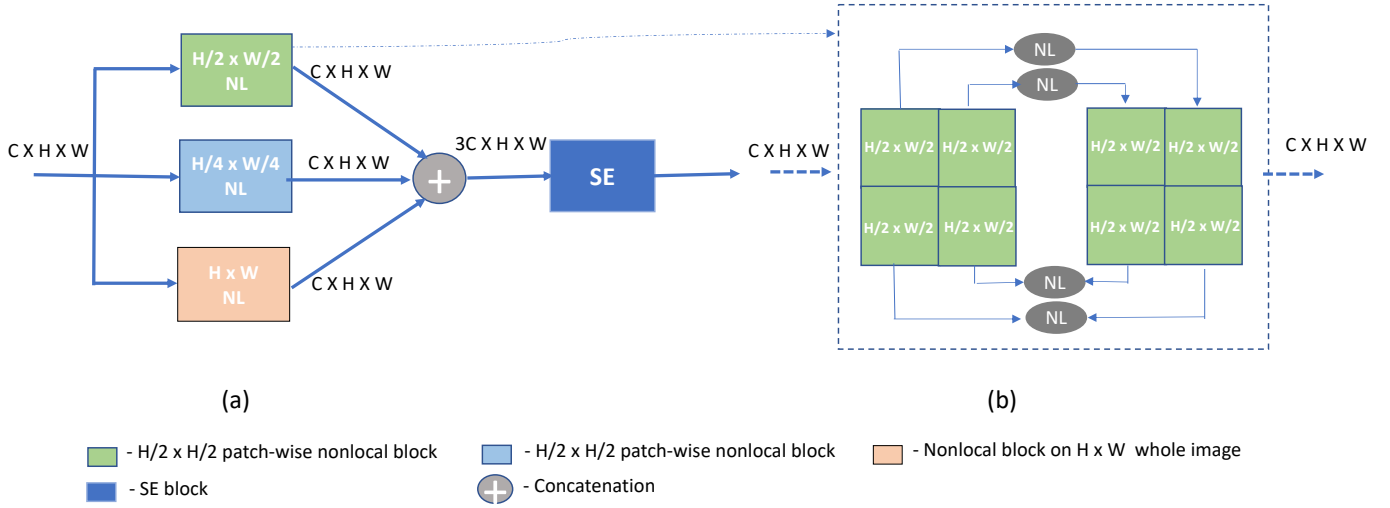 H/2 x W/2
NL
C X H X W
C X H X W
H/4 x W/4
NL
C X H X W
3C X H X W
SE
H x W
NL
C X H X W
C X H X W
NL
NL
H/2 x W/2
H/2 x W/2
H/2 x W/2
H/2 x W/2
H/2 x W/2
H/2 x W/2
H/2 x W/2
H/2 x W/2
NL
NL
C X H X W
(a)
(b)
- H/2 x H/2 patch-wise nonlocal block
- H/2 x H/2 patch-wise nonlocal block
- Nonlocal block on H x W whole image
- SE block
- Concatenation